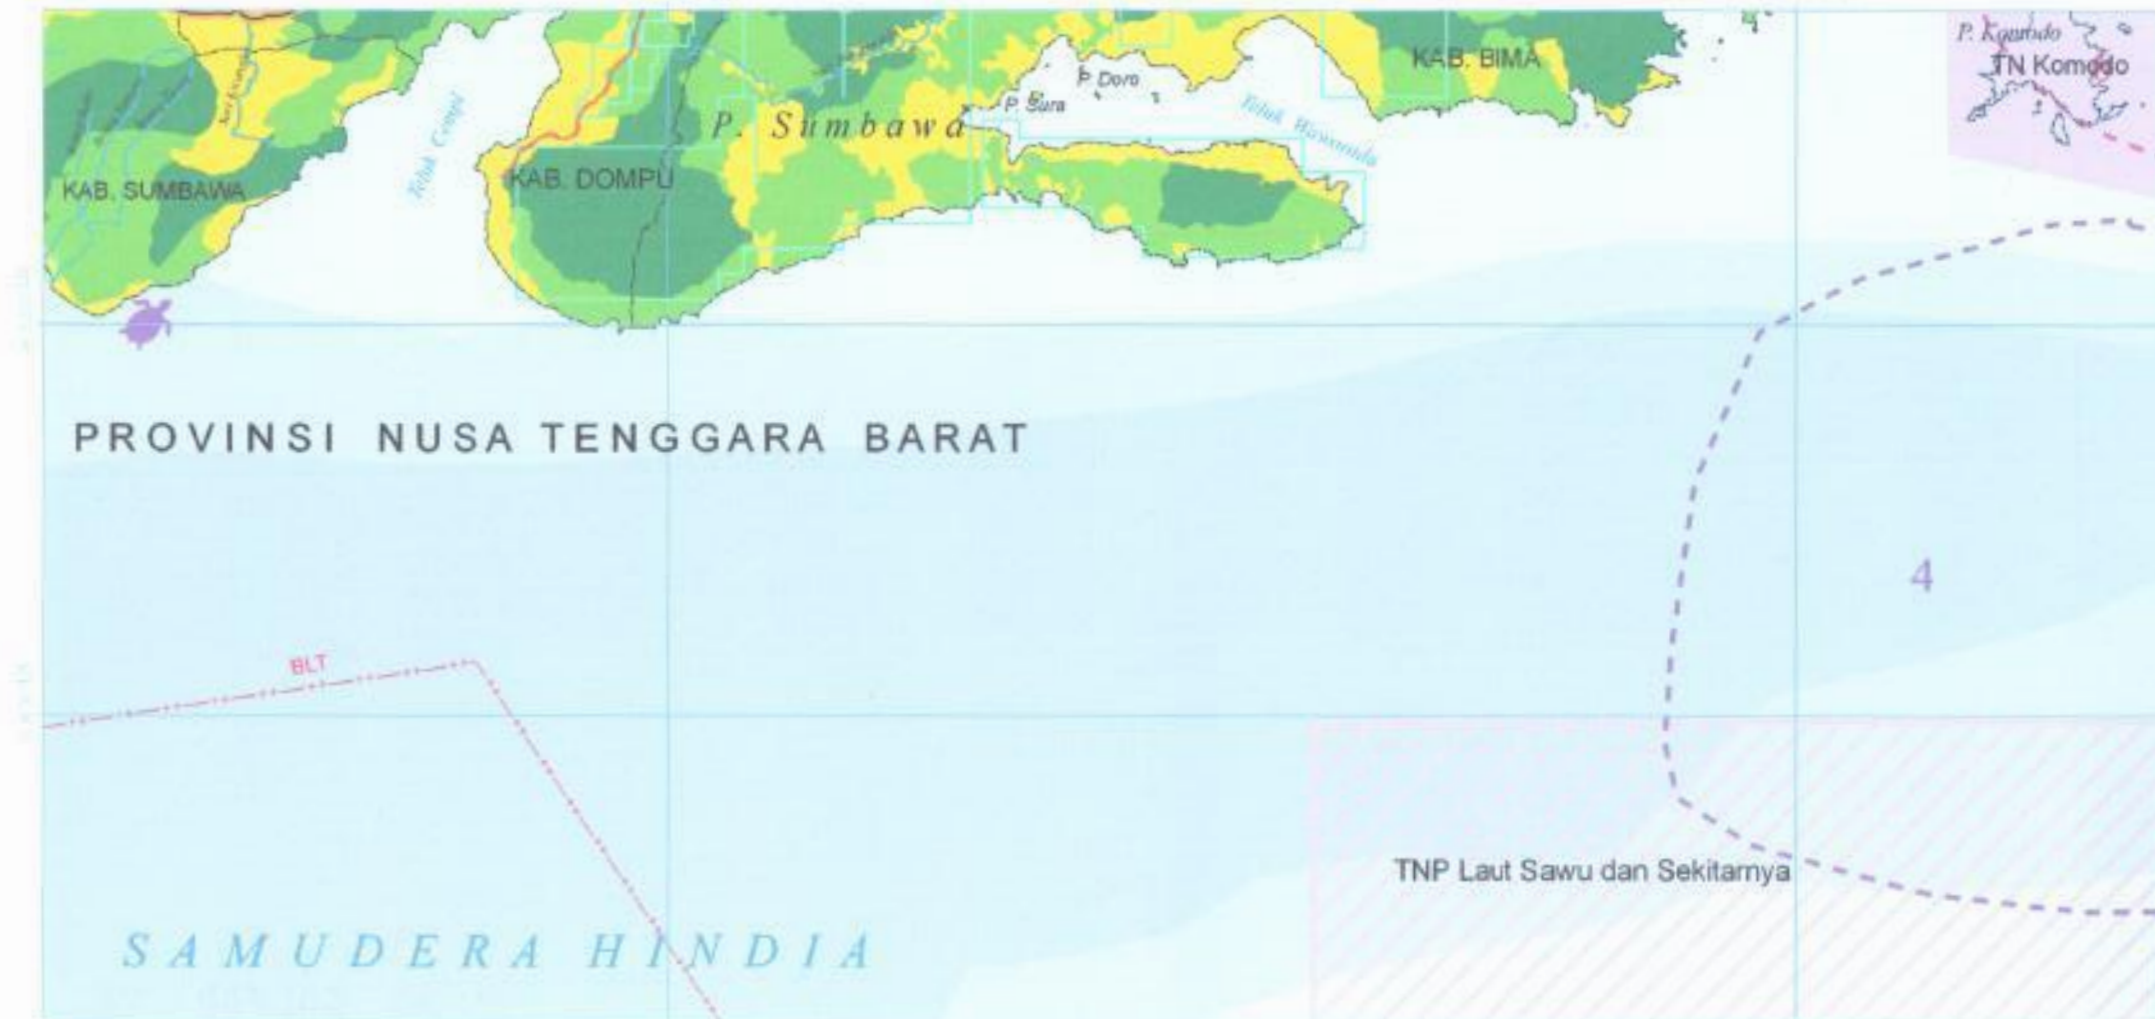 P. Komodo
TN Komodo
KAB. BIMA
P. Doro
P. Sura
P. Sumbawa
Teluk Cempi
KAB. DOMPU
KAB. SUMBAWA
PROVINSI NUSA TENGGARA BARAT
4
BLT
TNP Laut Sawu dan Sekitarnya
SAMUDERA HINDIA